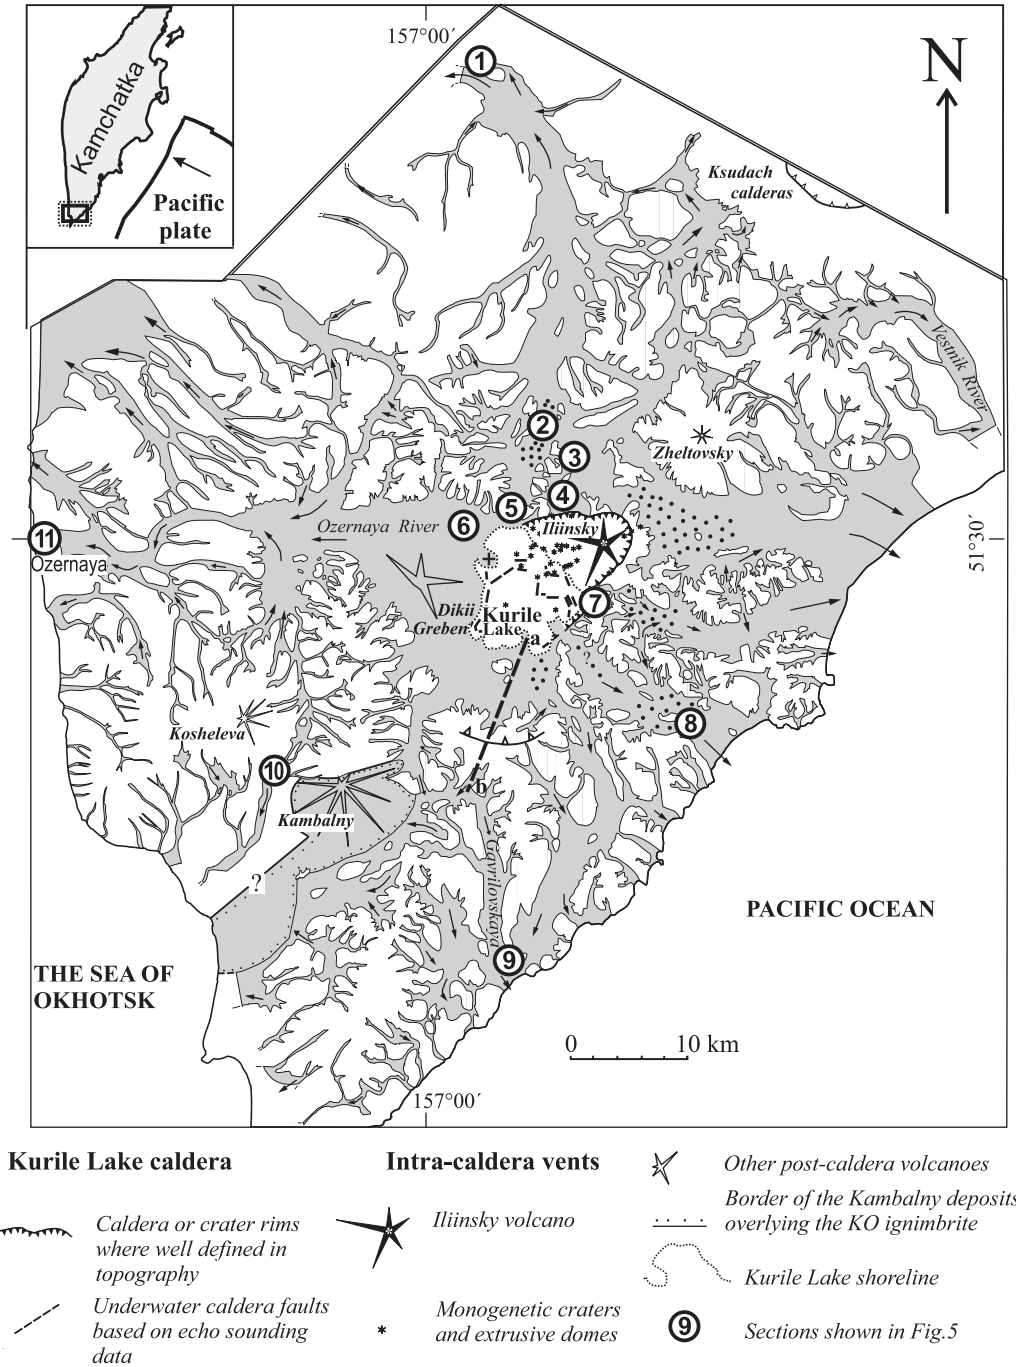 157°00´
N
1
Kamchatka
Pacific
plate
Ksudach
calderas
Vestnik River
2
Zheltovsky
3
4
5
Iliinsky
6
Ozernaya River
11
Ozernaya
51°30´
7
Dikii
Greben
Kurile
Lake
a
?
8
Kosheleva
10
b
Kambalny
?
Gavrilovskaya
9
PACIFIC OCEAN
THE SEA OF
OKHOTSK
0 10 km
157°00´
Kurile Lake caldera
Caldera or crater rims
where well defined in
topography
Underwater caldera faults
based on echo sounding
data
Intra-caldera vents
Iliinsky volcano
Monogenetic craters
and extrusive domes
Other post-caldera volcanoes
Border of the Kambalny deposits
overlying the KO ignimbrite
Kurile Lake shoreline
9
Sections shown in Fig.5